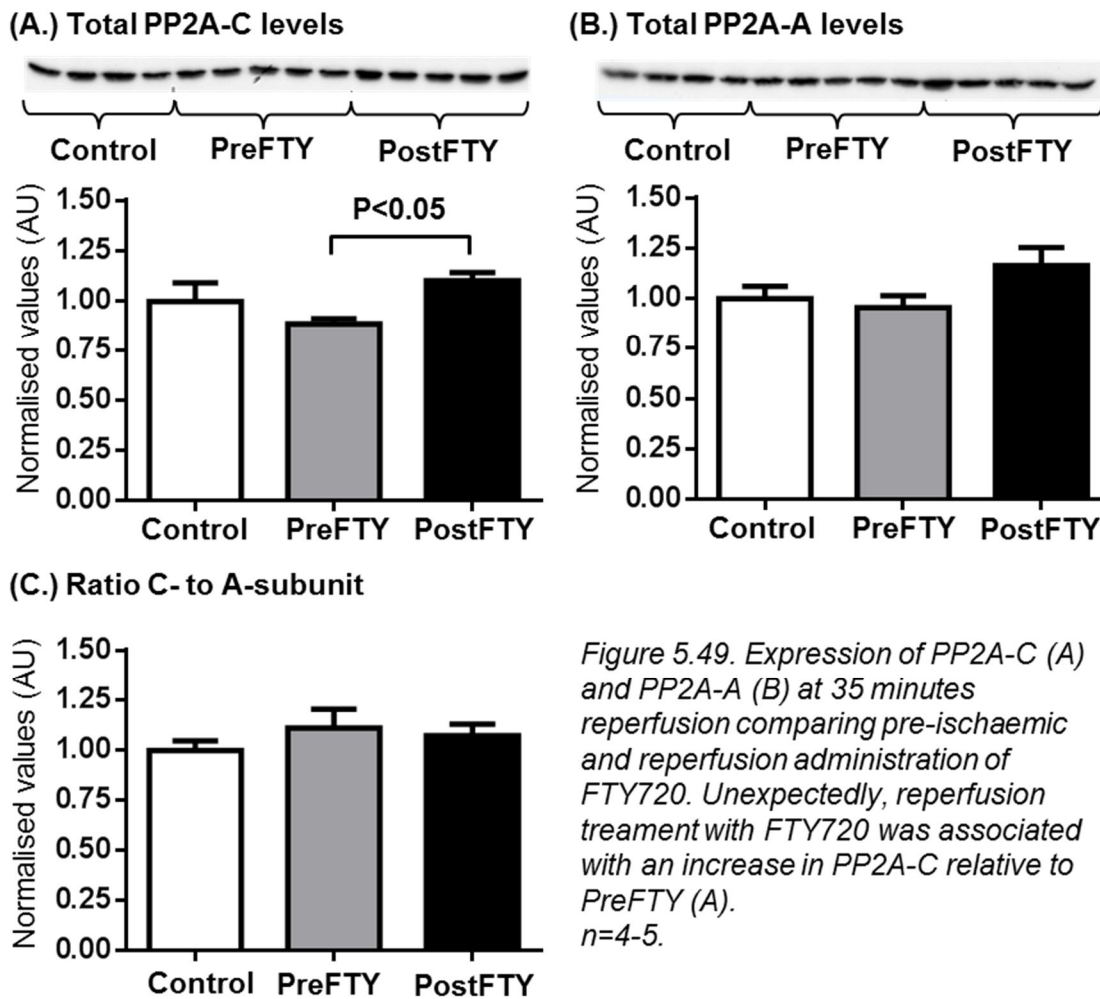 (A.) Total PP2A-C levels
Control PreFTY PostFTY
Normalised values (AU)
1.50
1.25
1.00
0.75
0.50
0.25
0.00
P<0.05
Control PreFTY PostFTY
(B.) Total PP2A-A levels
Control PreFTY PostFTY
Normalised values (AU)
1.50
1.25
1.00
0.75
0.50
0.25
0.00
Control PreFTY PostFTY
(C.) Ratio C- to A-subunit
Normalised values (AU)
1.50
1.25
1.00
0.75
0.50
0.25
0.00
Control PreFTY PostFTY
Figure 5.49. Expression of PP2A-C (A)
and PP2A-A (B) at 35 minutes
reperfusion comparing pre-ischaemic
and reperfusion administration of
FTY720. Unexpectedly, reperfusion
treament with FTY720 was associated
with an increase in PP2A-C relative to
PreFTY (A).
n=4-5.